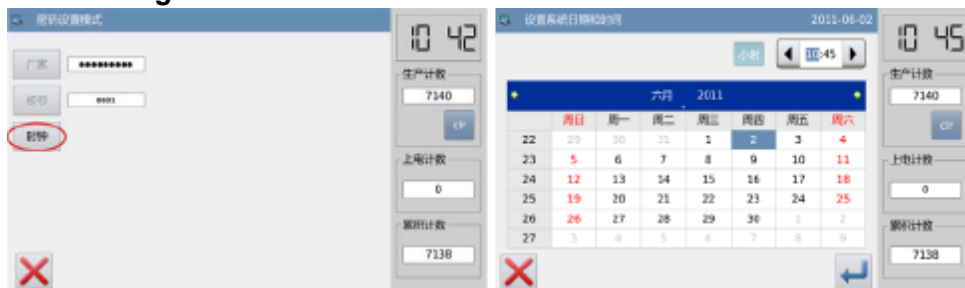 密码设置模式
10 42
厂家 *********
板号 0001
时钟
生产计数
7140
clr
上电计数
0
累积计数
7138
设置系统日期和时间 2011-06-02
10 45
小时 10:45
六月 2011
周日 周一 周二 周三 周四 周五 周六
22 29 30 31 1 2 3 4
23 5 6 7 8 9 10 11
24 12 13 14 15 16 17 18
25 19 20 21 22 23 24 25
26 26 27 28 29 30 1 2
27 3 4 5 6 7 8 9
生产计数
7140
clr
上电计数
0
累积计数
7138